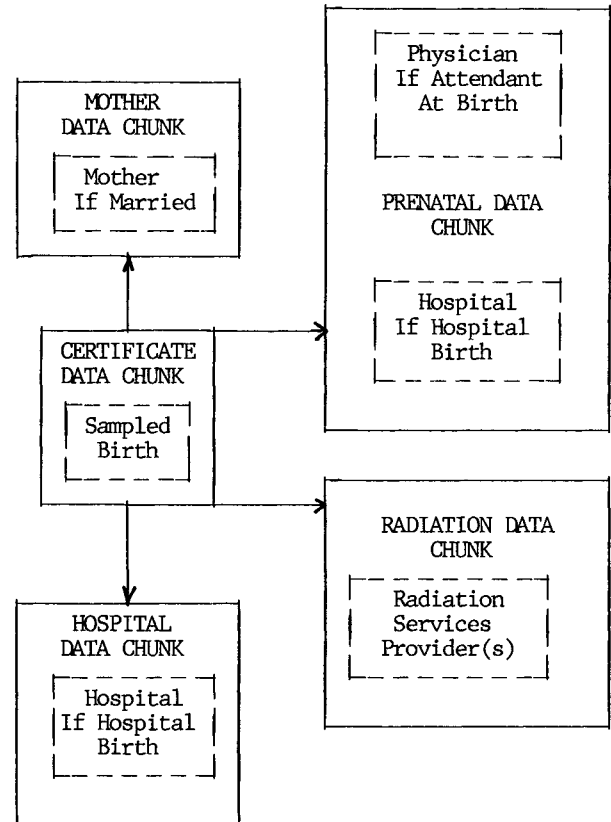 MOTHER
DATA CHUNK
Mother
If Married
CERTIFICATE
DATA CHUNK
Sampled
Birth
HOSPITAL
DATA CHUNK
Hospital
If Hospital
Birth
Physician
If Attendant
At Birth
PRENATAL DATA
CHUNK
Hospital
If Hospital
Birth
RADIATION DATA
CHUNK
Radiation
Services
Provider(s)